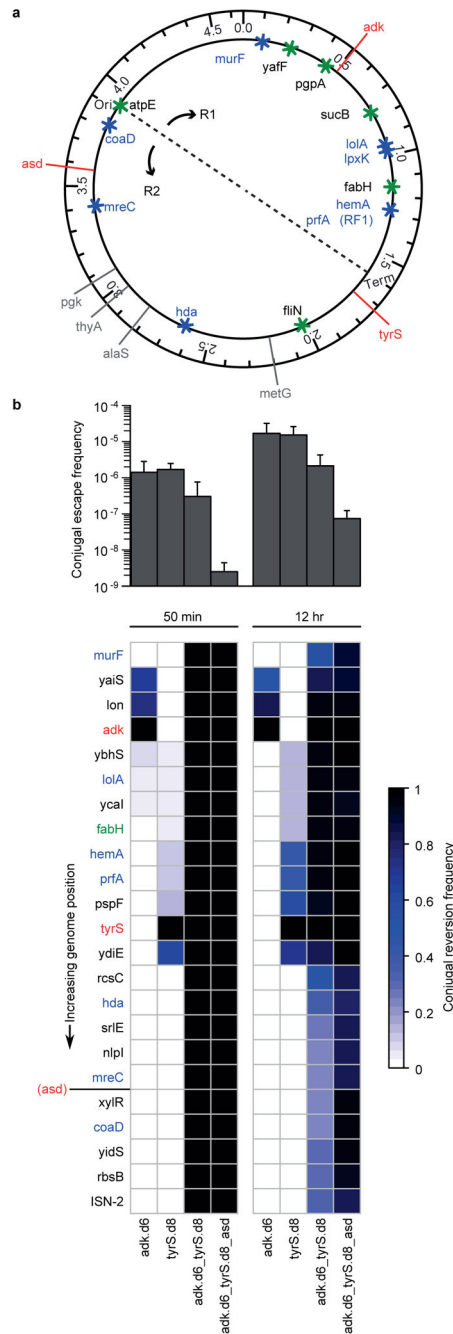 a
0.0
4.5
adk
murF
0.5
yafF
pgpA
4.0
Ori
atpE
sucB
coaD
R1
lolA
1.0
lpxK
asd
R2
3.5
fabH
mreC
hemA
prfA
(RF1)
1.5
Term
pgk
3.0
thyA
hda
fliN
tyrS
alaS
2.5
2.0
metG
b
Conjugal escape frequency
10-4
10-5
10-6
10-7
10-8
10-9
50 min
12 hr
murF
yaiS
lon
adk
ybhS
lolA
ycaI
fabH
hemA
prfA
pspF
tyrS
ydiE
rcsC
hda
srlE
nlpI
mreC
(asd)
xylR
coaD
yidS
rbsB
ISN-2
Increasing genome position
adk.d6
tyrS.d8
adk.d6_tyrS.d8
adk.d6_tyrS.d8_asd
adk.d6
tyrS.d8
adk.d6_tyrS.d8
adk.d6_tyrS.d8_asd
1
0.8
0.6
0.4
0.2
0
Conjugal reversion frequency